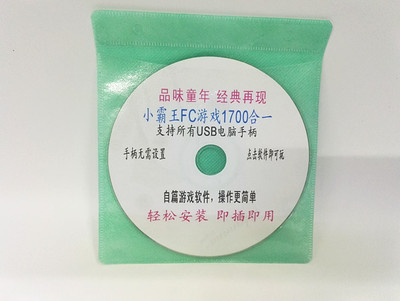 品味童年 经典再现
小霸王FC游戏1700合一
支持所有USB电脑手柄
手柄无需设置
点击软件即可玩
自篇游戏软件，操作更简单
轻松安装 即插即用